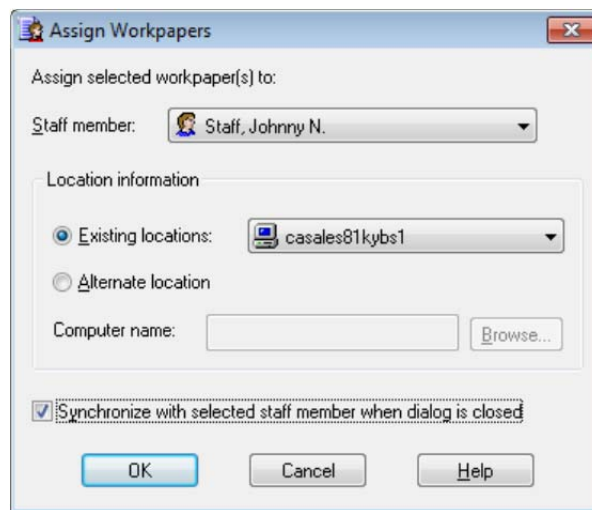 Assign Workpapers
Assign selected workpaper(s) to:
Staff member: Staff, Johnny N.
Location information
Existing locations: casales81kybs1
Alternate location
Computer name: Browse...
Synchronize with selected staff member when dialog is closed
OK Cancel Help